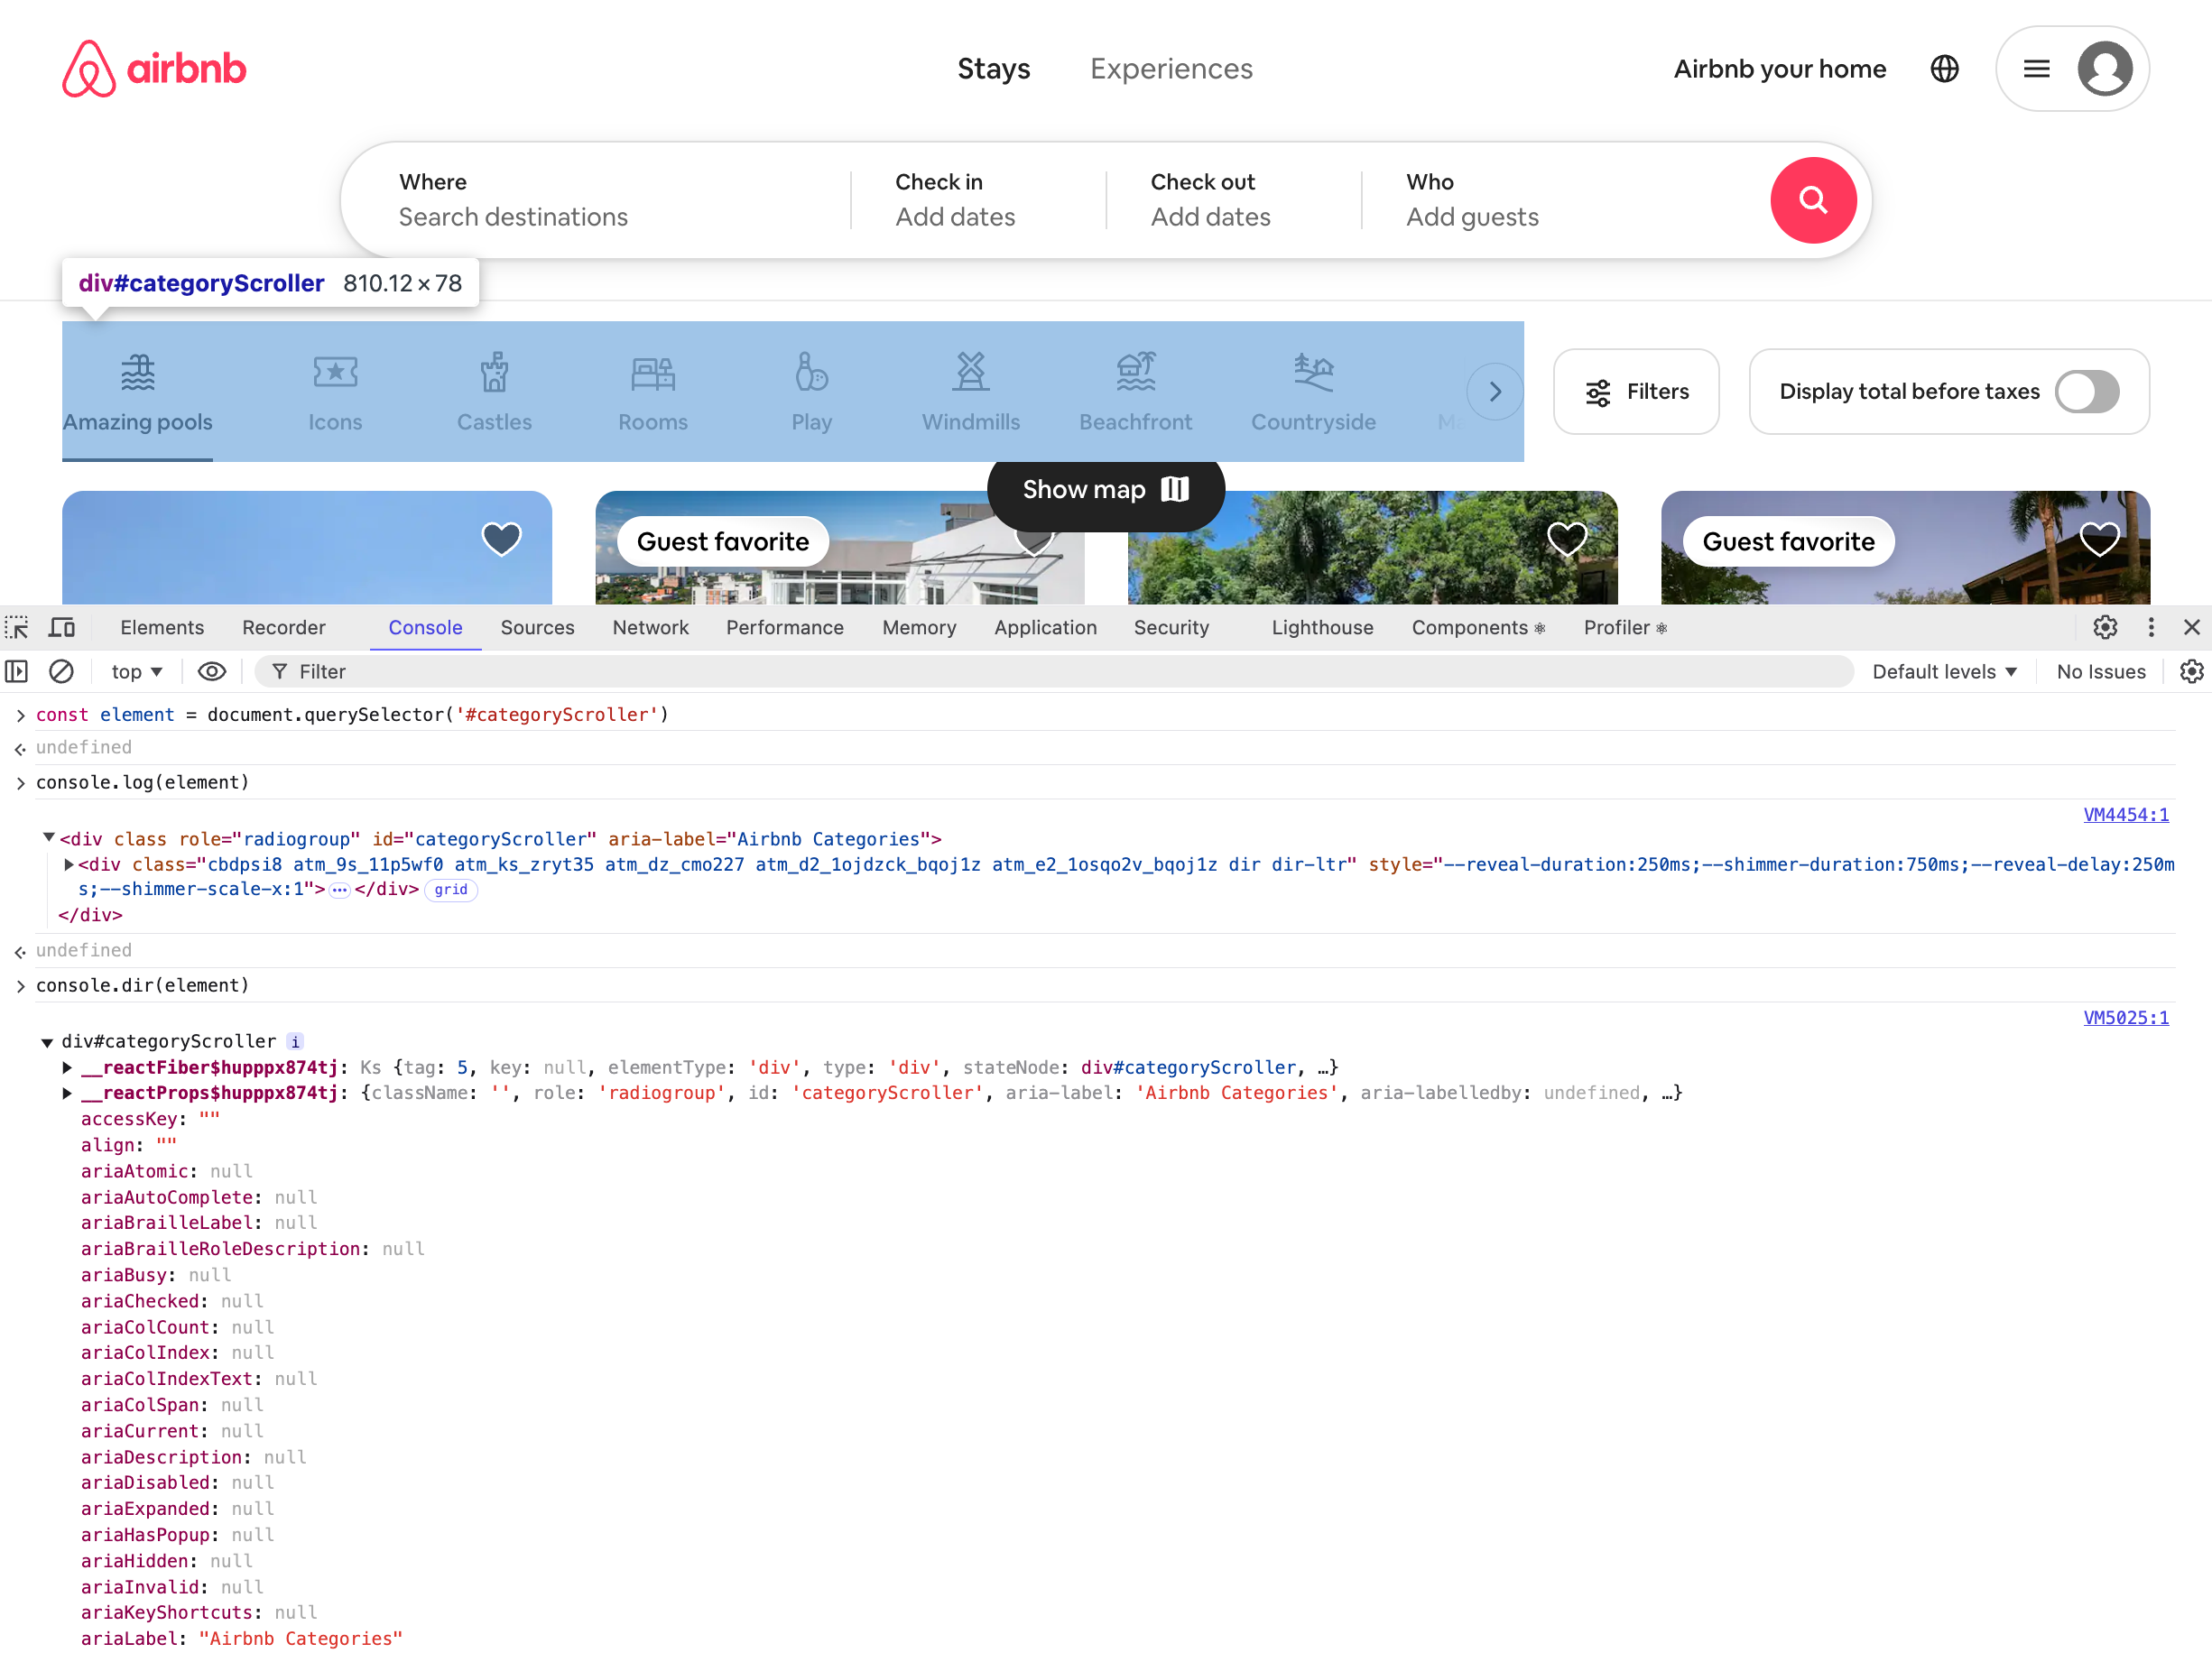 airbnb
Stays Experiences
Airbnb your home
Where Check in Check out Who
Search destinations Add dates Add dates Add guests
div#categoryScroller 810.12×78
Amazing pools Icons Castles Rooms Play Windmills Beachfront Countryside
Filters Display total before taxes
Show map
Guest favorite Guest favorite
Elements Recorder Console Sources Network Performance Memory Application Security Lighthouse Components Profiler
top Filter Default levels No Issues
const element = document.querySelector('#categoryScroller')
undefined
console.log(element)
VM4454:1
<div class role="radiogroup" id="categoryScroller" aria-label="Airbnb Categories">
<div class="cbdpsi8 atm_9s_11p5wf0 atm_ks_zryt35 atm_dz_cmo227 atm_d2_1ojdzck_bqoj1z atm_e2_1osqo2v_bqoj1z dir dir-ltr" style="--reveal-duration:250ms;--shimmer-duration:750ms;--reveal-delay:250m
s;--shimmer-scale-x:1">…</div> grid
</div>
undefined
console.dir(element)
VM5025:1
div#categoryScroller i
__reactFiber$hupppx874tj: Ks {tag: 5, key: null, elementType: 'div', type: 'div', stateNode: div#categoryScroller, …}
__reactProps$hupppx874tj: {className: '', role: 'radiogroup', id: 'categoryScroller', aria-label: 'Airbnb Categories', aria-labelledby: undefined, …}
accessKey: ""
align: ""
ariaAtomic: null
ariaAutoComplete: null
ariaBrailleLabel: null
ariaBrailleRoleDescription: null
ariaBusy: null
ariaChecked: null
ariaColCount: null
ariaColIndex: null
ariaColIndexText: null
ariaColSpan: null
ariaCurrent: null
ariaDescription: null
ariaDisabled: null
ariaExpanded: null
ariaHasPopup: null
ariaHidden: null
ariaInvalid: null
ariaKeyShortcuts: null
ariaLabel: "Airbnb Categories"